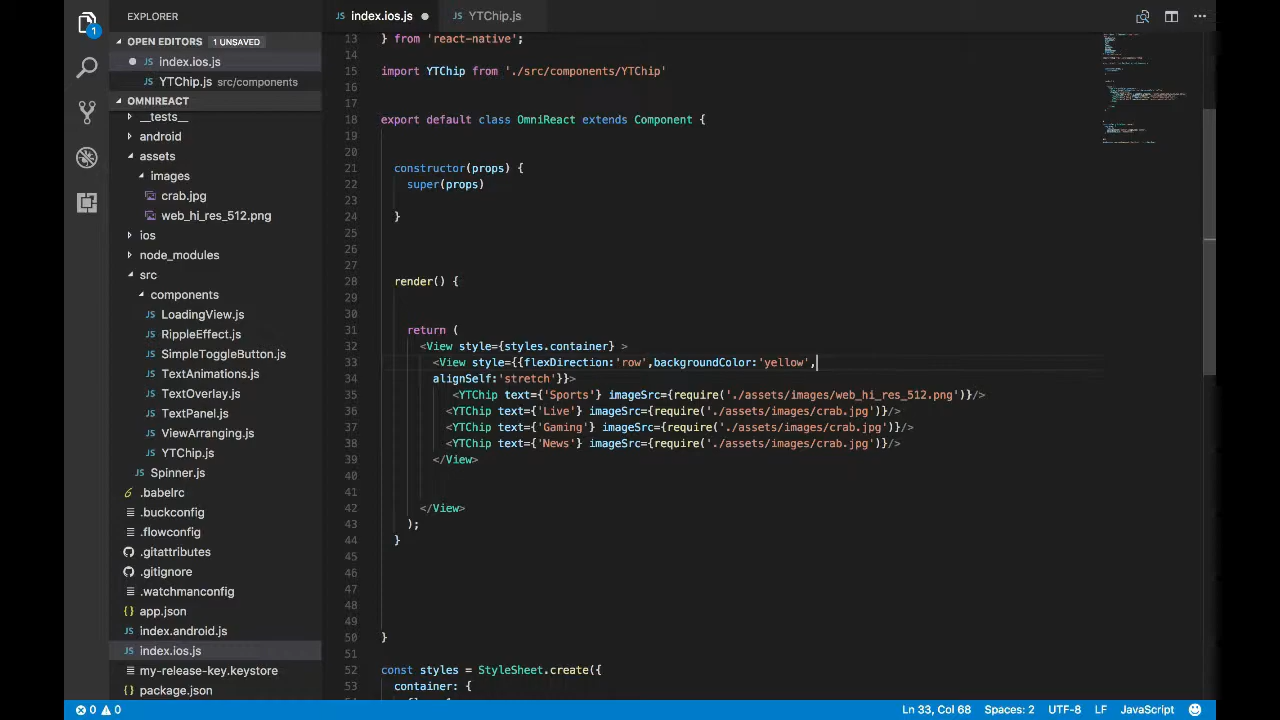 EXPLORER
OPEN EDITORS 1 UNSAVED
index.ios.js
YTChip.js src/components
OMNIREACT
__tests__
android
assets
images
crab.jpg
web_hi_res_512.png
ios
node_modules
src
components
LoadingView.js
RippleEffect.js
SimpleToggleButton.js
TextAnimations.js
TextOverlay.js
TextPanel.js
ViewArranging.js
YTChip.js
Spinner.js
.babelrc
.buckconfig
.flowconfig
.gitattributes
.gitignore
.watchmanconfig
app.json
index.android.js
index.ios.js
my-release-key.keystore
package.json
index.ios.js YTChip.js
13 } from 'react-native';
14
15 import YTChip from './src/components/YTChip'
16
17
18 export default class OmniReact extends Component {
19
20
21 constructor(props) {
22 super(props)
23
24 }
25
26
27
28 render() {
29
30
31 return (
32 <View style={styles.container} >
33 <View style={{flexDirection:'row',backgroundColor:'yellow',
34 alignSelf:'stretch'}}>
35 <YTChip text={'Sports'} imageSrc={require('./assets/images/web_hi_res_512.png')}/>
36 <YTChip text={'Live'} imageSrc={require('./assets/images/crab.jpg')}/>
37 <YTChip text={'Gaming'} imageSrc={require('./assets/images/crab.jpg')}/>
38 <YTChip text={'News'} imageSrc={require('./assets/images/crab.jpg')}/>
39 </View>
40
41
42 </View>
43 );
44 }
45
46
47
48
49
50 }
51
52 const styles = StyleSheet.create({
53 container: {
0 0 Ln 33, Col 68 Spaces: 2 UTF-8 LF JavaScript
1